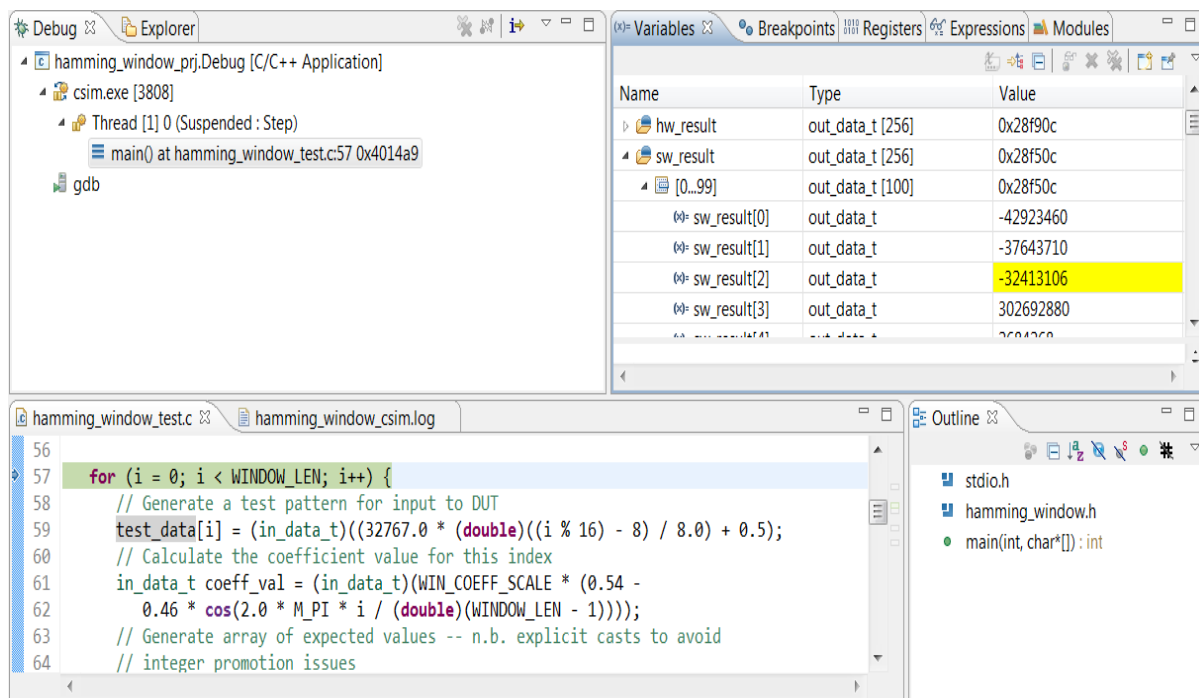 Debug
Explorer
hamming_window_prj.Debug [C/C++ Application]
csim.exe [3808]
Thread [1] 0 (Suspended : Step)
main() at hamming_window_test.c:57 0x4014a9
gdb
(x)= Variables
Breakpoints
1010 0101 Registers
Expressions
Modules
Name Type Value
hw_result out_data_t [256] 0x28f90c
sw_result out_data_t [256] 0x28f50c
[0...99] out_data_t [100] 0x28f50c
(x)= sw_result[0] out_data_t -42923460
(x)= sw_result[1] out_data_t -37643710
(x)= sw_result[2] out_data_t -32413106
(x)= sw_result[3] out_data_t 302692880
hamming_window_test.c
hamming_window_csim.log
56
57 for (i = 0; i < WINDOW_LEN; i++) {
58 // Generate a test pattern for input to DUT
59 test_data[i] = (in_data_t)((32767.0 * (double)((i % 16) - 8) / 8.0) + 0.5);
60 // Calculate the coefficient value for this index
61 in_data_t coeff_val = (in_data_t)(WIN_COEFF_SCALE * (0.54 -
62 0.46 * cos(2.0 * M_PI * i / (double)(WINDOW_LEN - 1))));
63 // Generate array of expected values -- n.b. explicit casts to avoid
64 // integer promotion issues
Outline
stdio.h
hamming_window.h
main(int, char*[]) : int